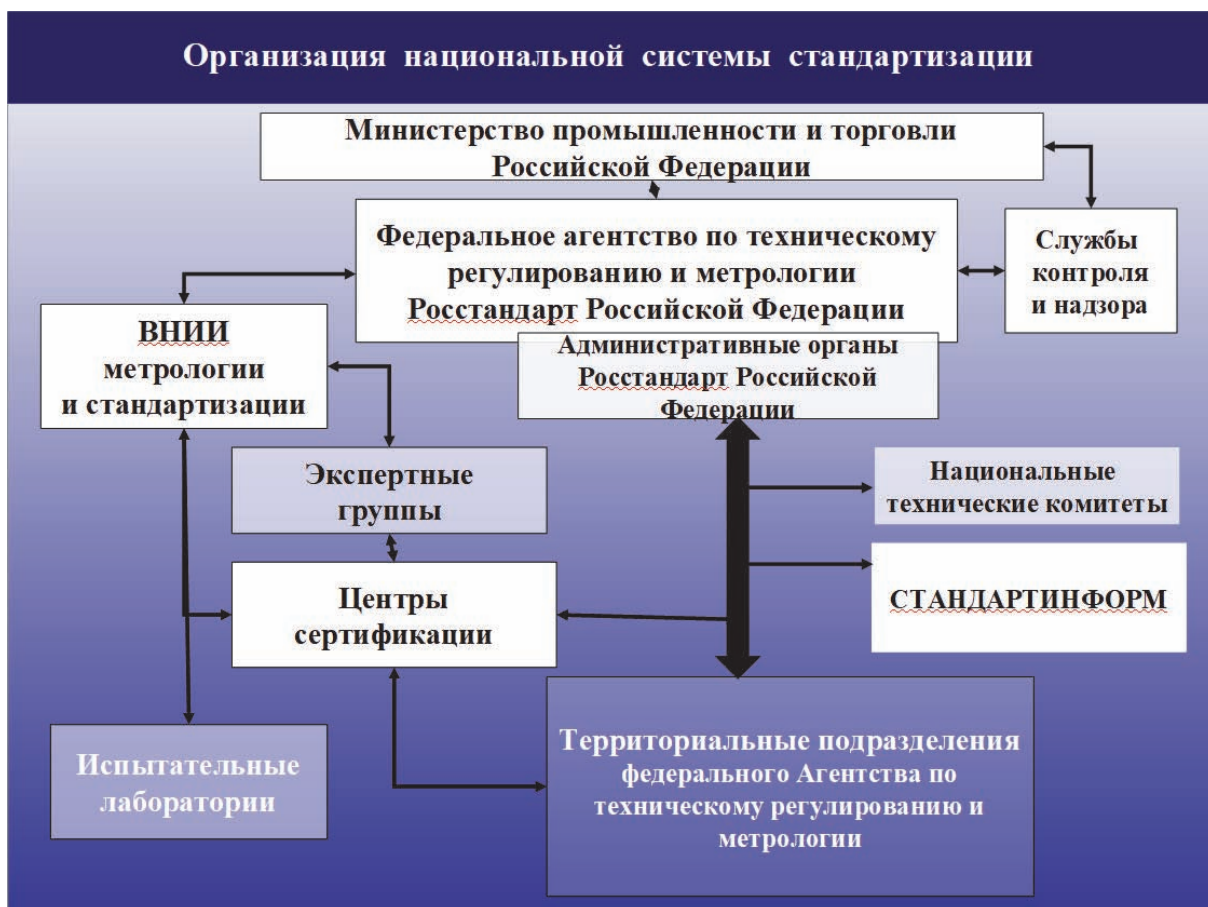 Организация национальной системы стандартизации
Министерство промышленности и торговли
Российской Федерации
Федеральное агентство по техническому
регулированию и метрологии
Росстандарт Российской Федерации
Службы
контроля
и надзора
ВНИИ
метрологии
и стандартизации
Административные органы
Росстандарт Российской
Федерации
Экспертные
группы
Национальные
технические комитеты
Центры
сертификации
СТАНДАРТИНФОРМ
Испытательные
лаборатории
Территориальные подразделения
федерального Агентства по
техническому регулированию и
метрологии